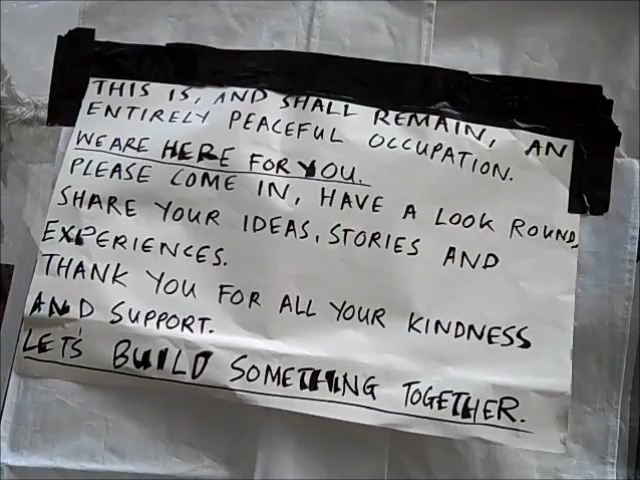 THIS IS, AND SHALL REMAIN, AN
ENTIRELY PEACEFUL OCCUPATION.
WE ARE HERE FOR YOU.
PLEASE COME IN, HAVE A LOOK ROUND,
SHARE YOUR IDEAS, STORIES AND
EXPERIENCES.
THANK YOU FOR ALL YOUR KINDNESS
AND SUPPORT.
LET'S BUILD SOMETHING TOGETHER.